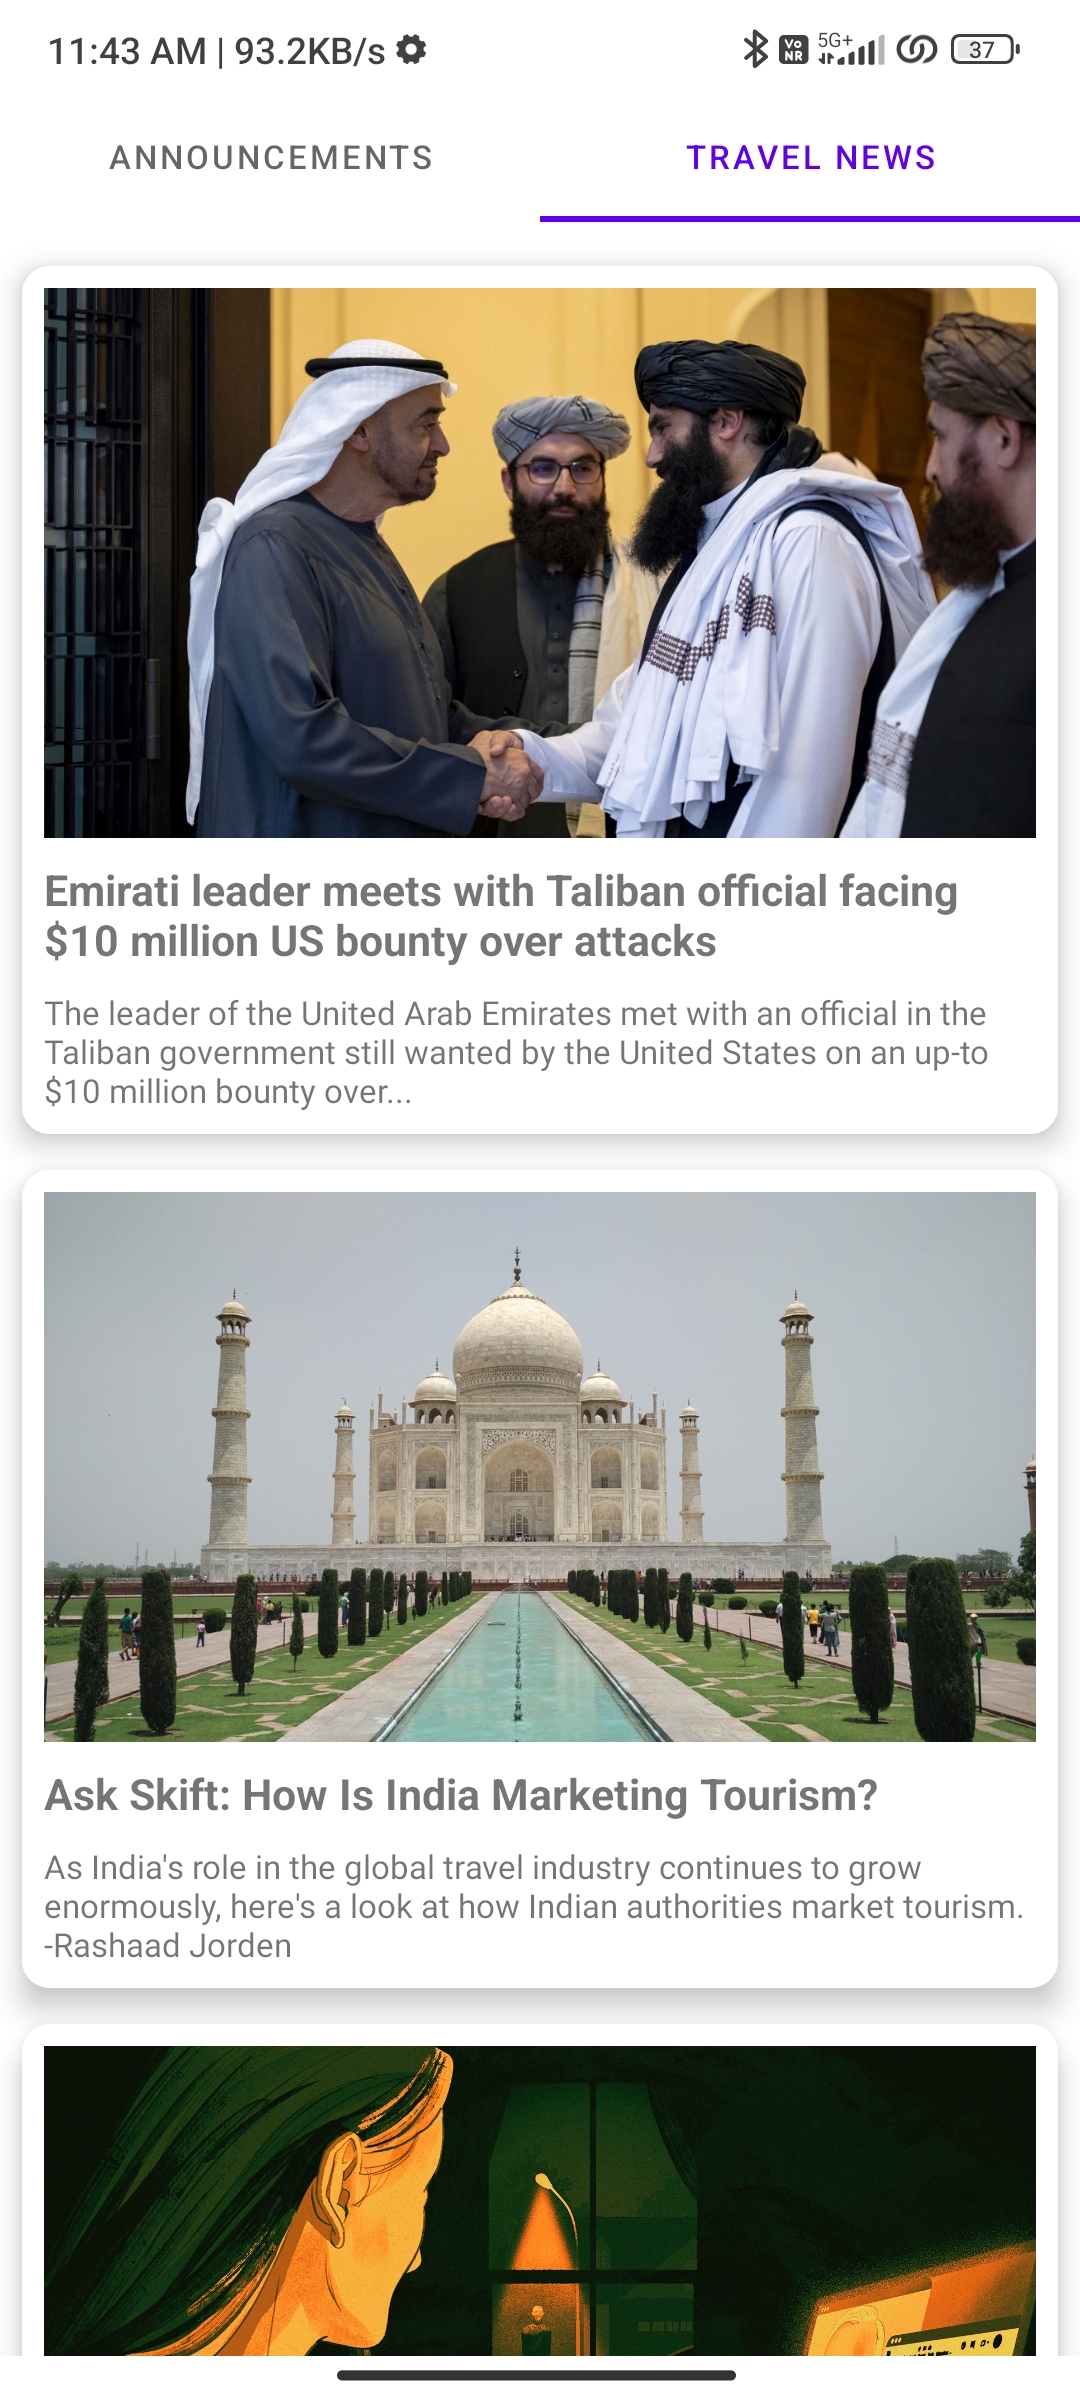 11:43 AM | 93.2KB/s
Vo NR 5G+ 37
ANNOUNCEMENTS TRAVEL NEWS
Emirati leader meets with Taliban official facing
$10 million US bounty over attacks
The leader of the United Arab Emirates met with an official in the
Taliban government still wanted by the United States on an up-to
$10 million bounty over...
Ask Skift: How Is India Marketing Tourism?
As India's role in the global travel industry continues to grow
enormously, here's a look at how Indian authorities market tourism.
-Rashaad Jorden